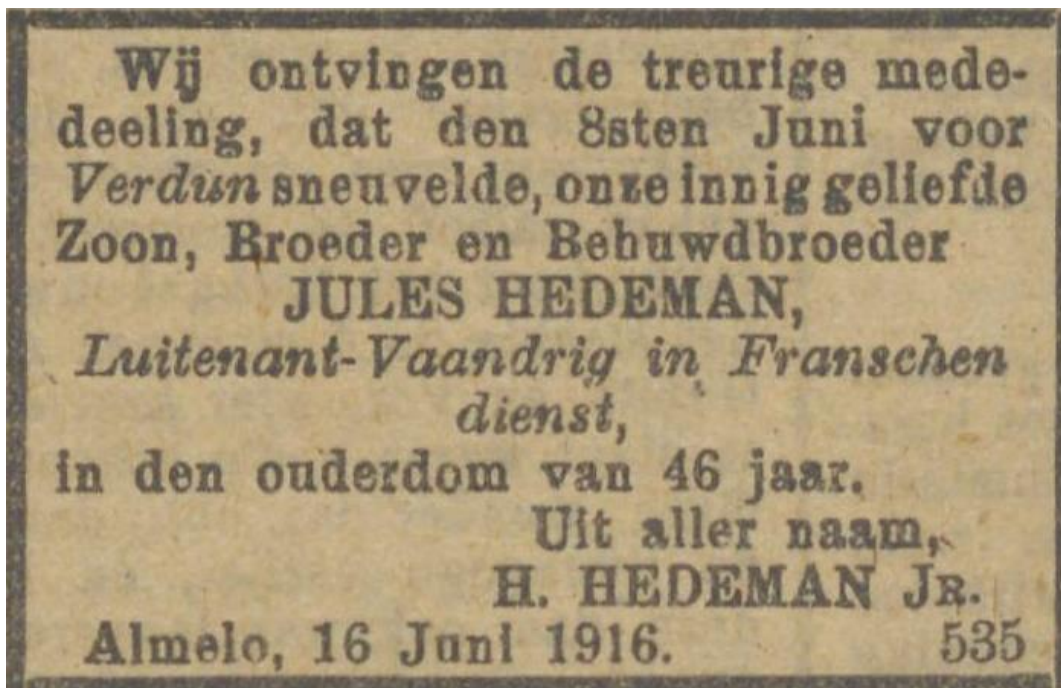 Wij ontvingen de treurige mede-
deeling, dat den 8sten Juni voor
Verdun sneuvelde, onze innig geliefde
Zoon, Broeder en Behuwdbroeder
JULES HEDEMAN,
Luitenant-Vaandrig in Franschen
dienst,
in den ouderdom van 46 jaar.
Uit aller naam,
H. HEDEMAN JR.
Almelo, 16 Juni 1916. 535